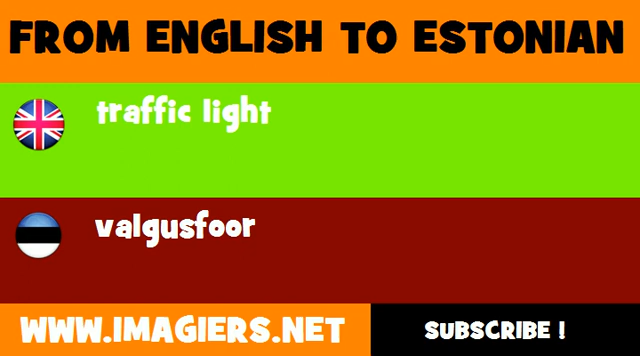 FROM ENGLISH TO ESTONIAN
traffic light
valgusfoor
WWW.IMAGIERS.NET
SUBSCRIBE !